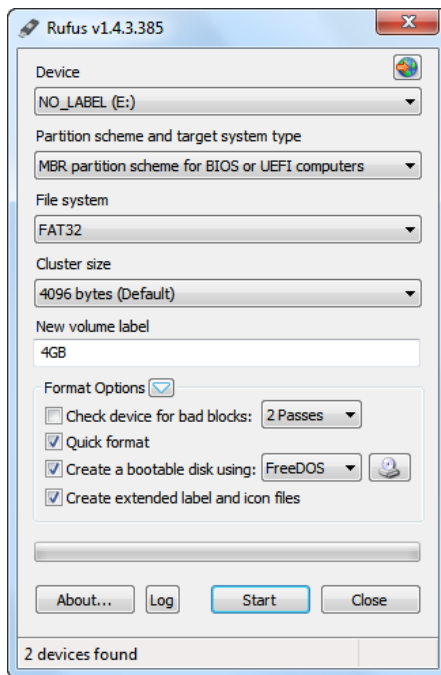 Rufus v1.4.3.385
Device
NO_LABEL (E:)
Partition scheme and target system type
MBR partition scheme for BIOS or UEFI computers
File system
FAT32
Cluster size
4096 bytes (Default)
New volume label
4GB
Format Options
Check device for bad blocks: 2 Passes
Quick format
Create a bootable disk using: FreeDOS
Create extended label and icon files
About... Log Start Close
2 devices found